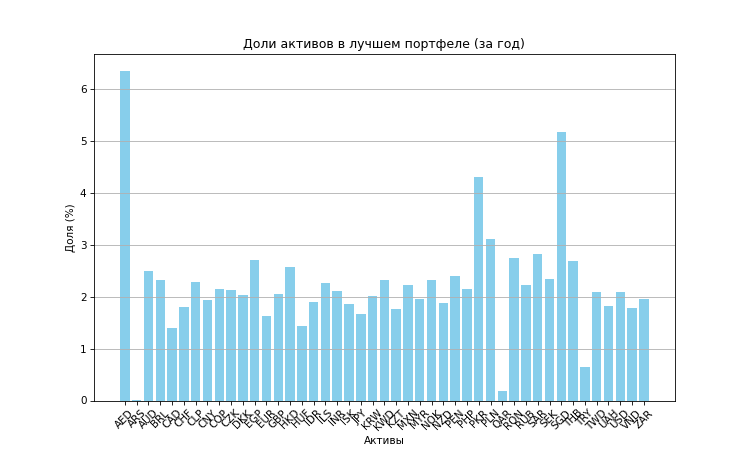 Доли активов в лучшем портфеле (за год)
Доля (%)
6
5
4
3
2
1
0
AED
ARS
AUD
BRL
CAD
CHF
CLP
CNY
COP
CZK
DKK
EGP
EUR
GBP
HKD
HUF
IDR
ILS
INR
ISK
JPY
KRW
KWD
KZT
MXN
MYR
NOK
NZD
PEN
PHP
PKR
PLN
QAR
RON
RUB
SAR
SEK
SGD
THB
TRY
TWD
UAH
USD
VND
ZAR
Активы